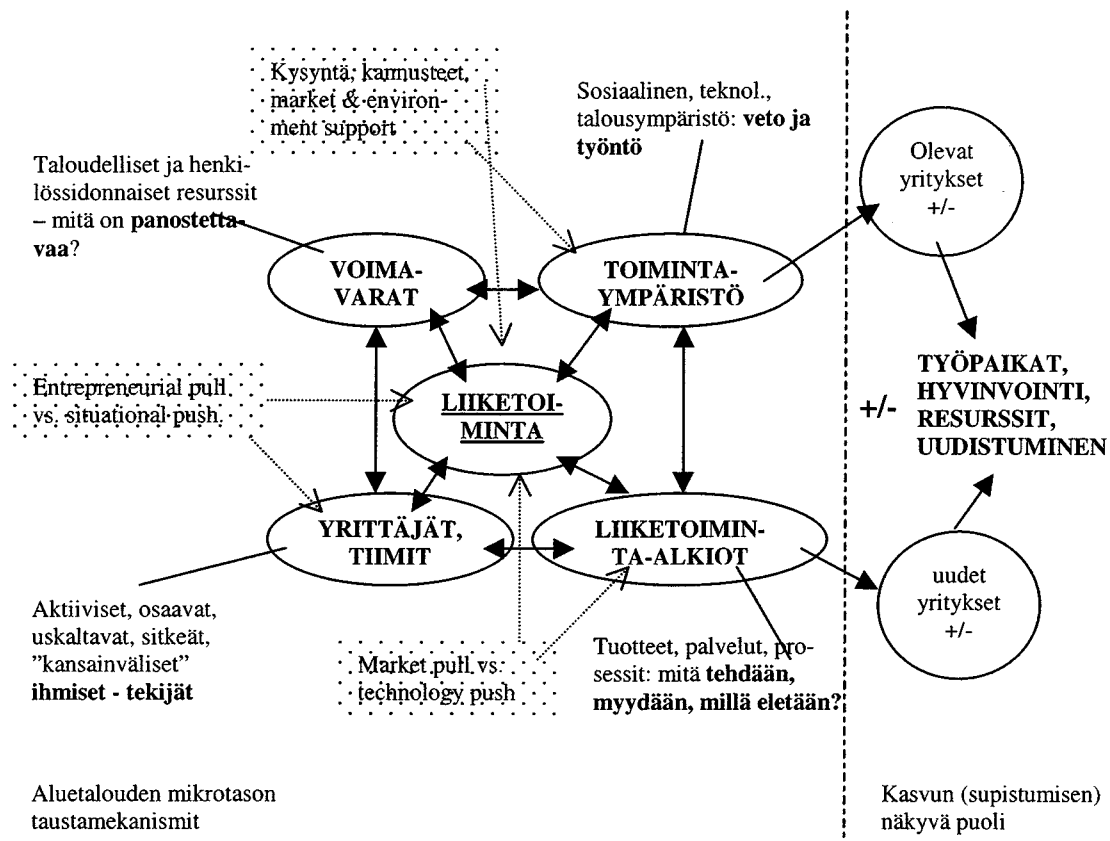 Kysyntä, kannusteet,
market & environ-
ment support
Sosiaalinen, teknol.,
talousympäristö: veto ja
työntö
Taloudelliset ja henki-
lössidonnaiset resurssit
– mitä on panostetta-
vaa?
Olevat
yritykset
+/-
VOIMA-
VARAT
TOIMINTA-
YMPÄRISTÖ
Entrepreneurial pull
vs. situational push
LIIKETOI-
MINTA
+/-
TYÖPAIKAT,
HYVINVOINTI,
RESURSSIT,
UUDISTUMINEN
YRITTÄJÄT,
TIIMIT
LIIKETOIMIN-
TA-ALKIOT
uudet
yritykset
+/-
Aktiiviset, osaavat,
uskaltavat, sitkeät,
”kansainväliset”
ihmiset - tekijät
Market pull vs.
technology push
Tuotteet, palvelut, pro-
sessit: mitä tehdään,
myydään, millä eletään?
Aluetalouden mikrotason
taustamekanismit
Kasvun (supistumisen)
näkyvä puoli